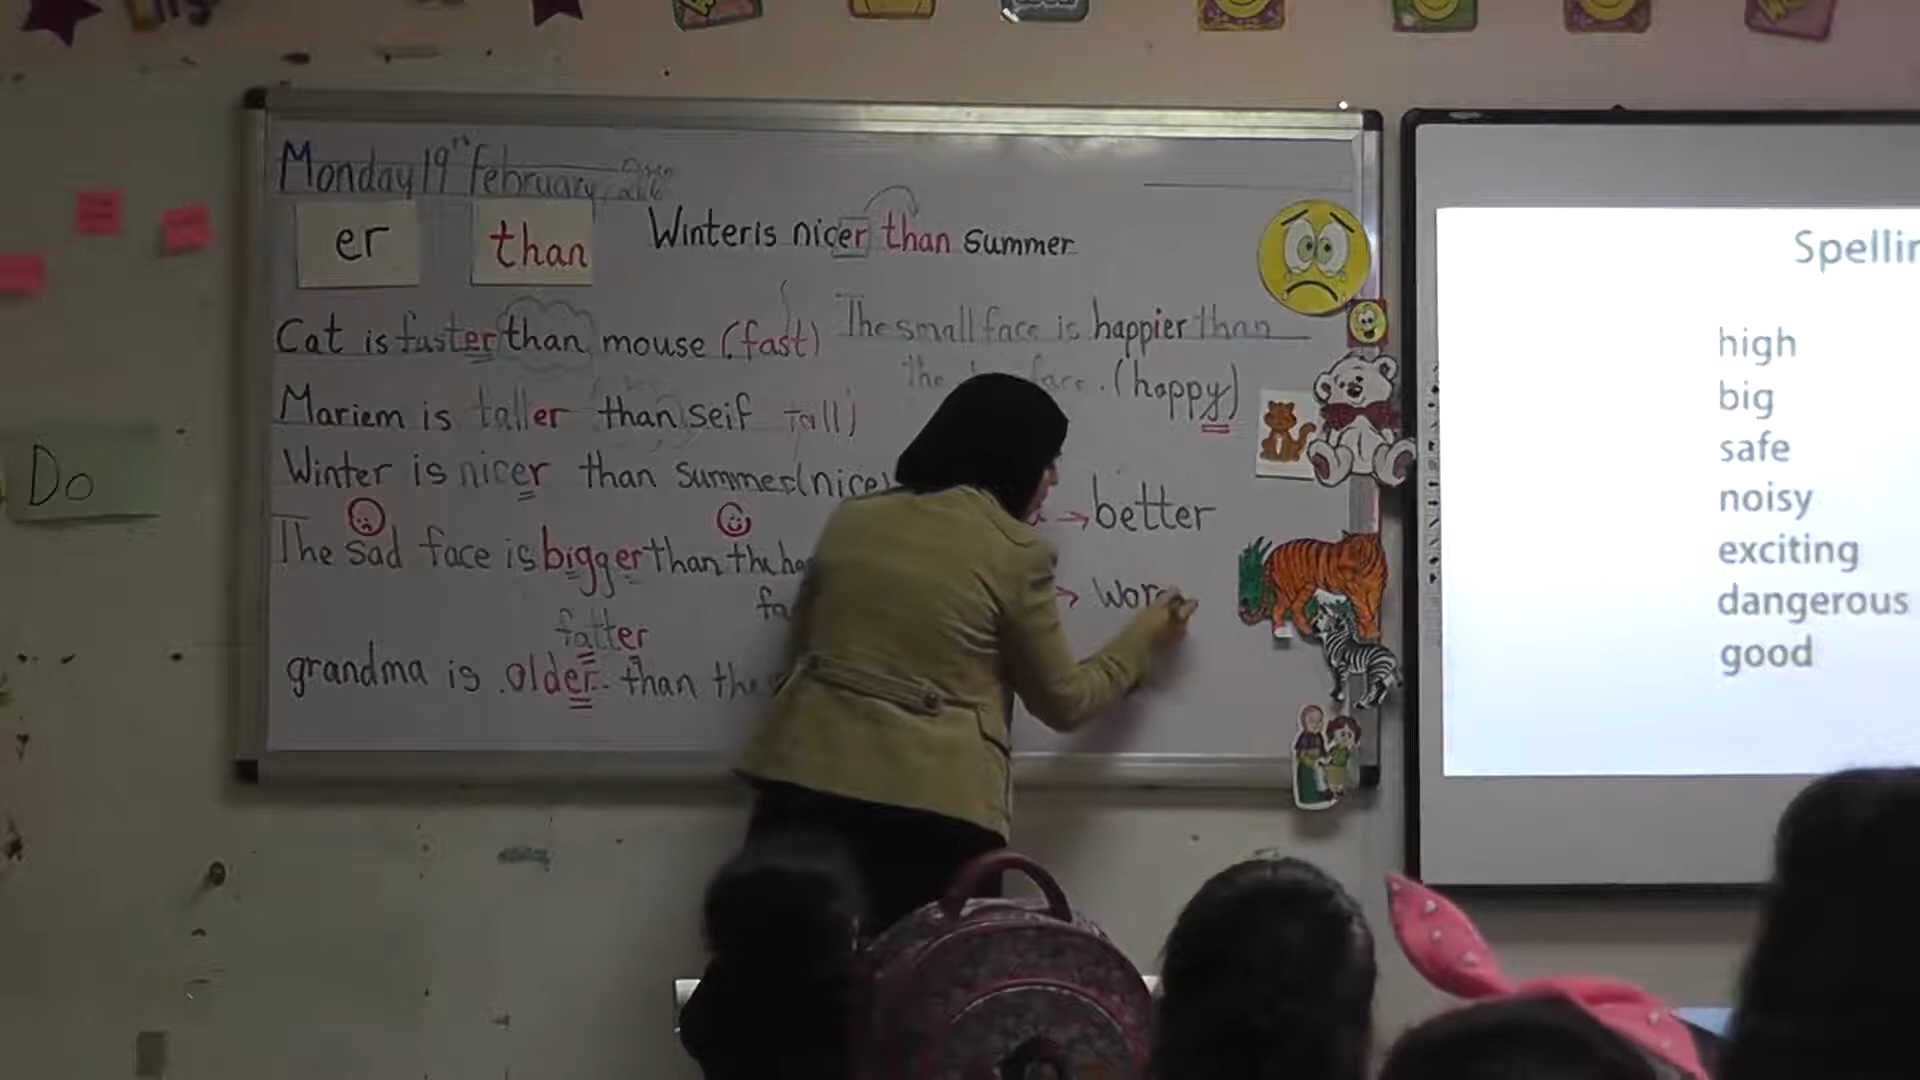 Monday 19th February
er than Winter is nicer than summer
Cat is faster than mouse (fast)
The small face is happier than
the face. (happy)
Mariem is taller than seif tall)
Winter is nicer than summer (nice)
→ better
The sad face is bigger than the
→ wor
fatter
grandma is older than the
Do
high
big
safe
noisy
exciting
dangerous
good